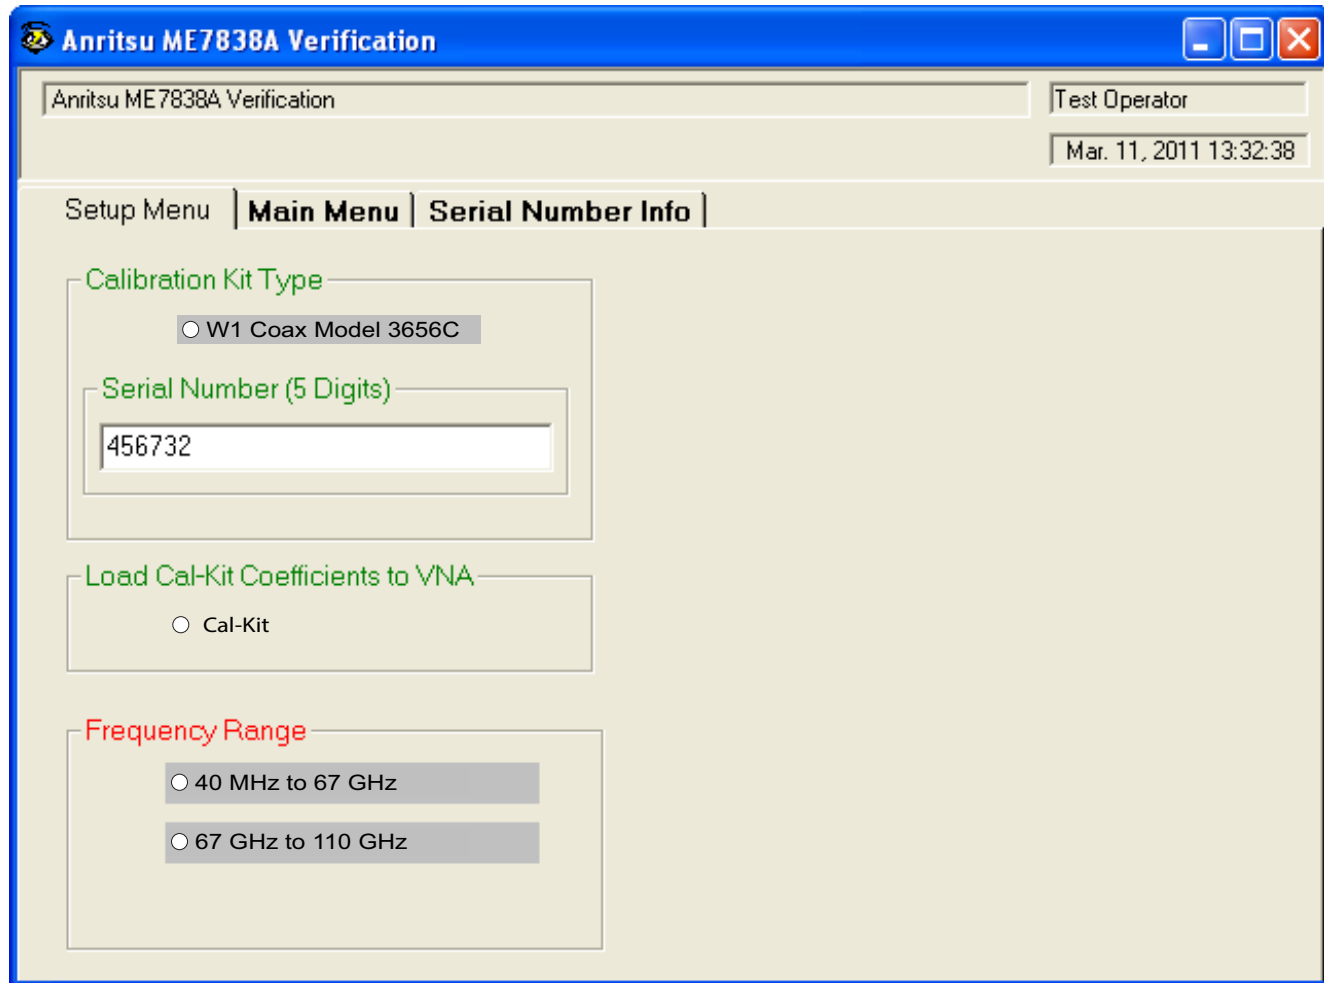 Anritsu ME7838A Verification
Anritsu ME7838A Verification
Test Operator
Mar. 11, 2011 13:32:38
Setup Menu
Main Menu
Serial Number Info
Calibration Kit Type
W1 Coax Model 3656C
Serial Number (5 Digits)
456732
Load Cal-Kit Coefficients to VNA
Cal-Kit
Frequency Range
40 MHz to 67 GHz
67 GHz to 110 GHz